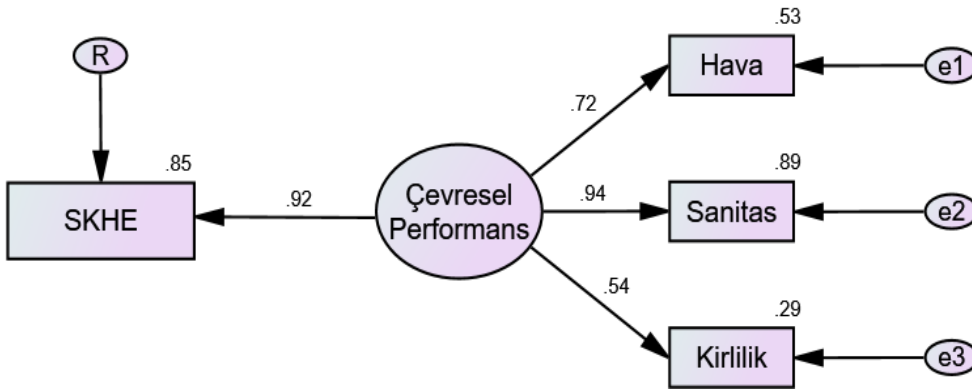 .53
R
Hava
e1
.72
.85
.89
SKHE
.92
Çevresel
Performans
.94
Sanitas
e2
.54
.29
Kirlilik
e3